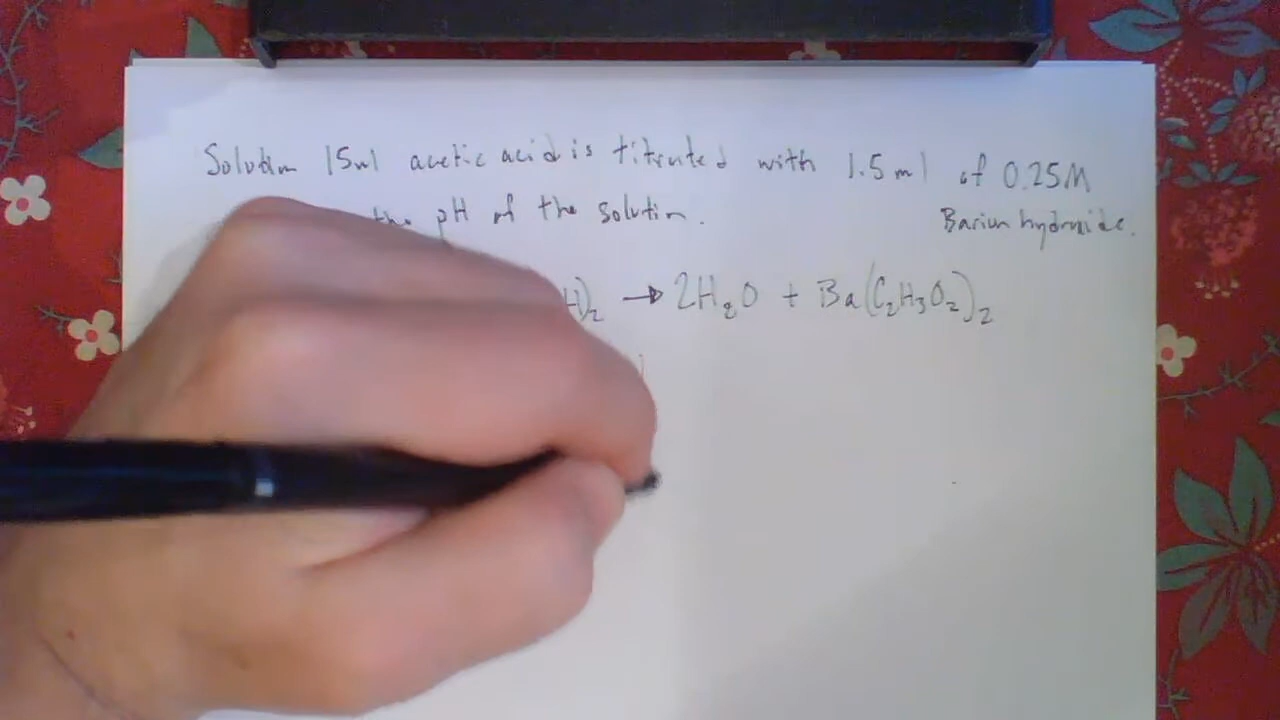 Solution 15ml acetic acid is titrated with 1.5ml of 0.25M
Barium hydroxide.
the pH of the solution.
H)₂ → 2H₂O + Ba(C₂H₃O₂)₂